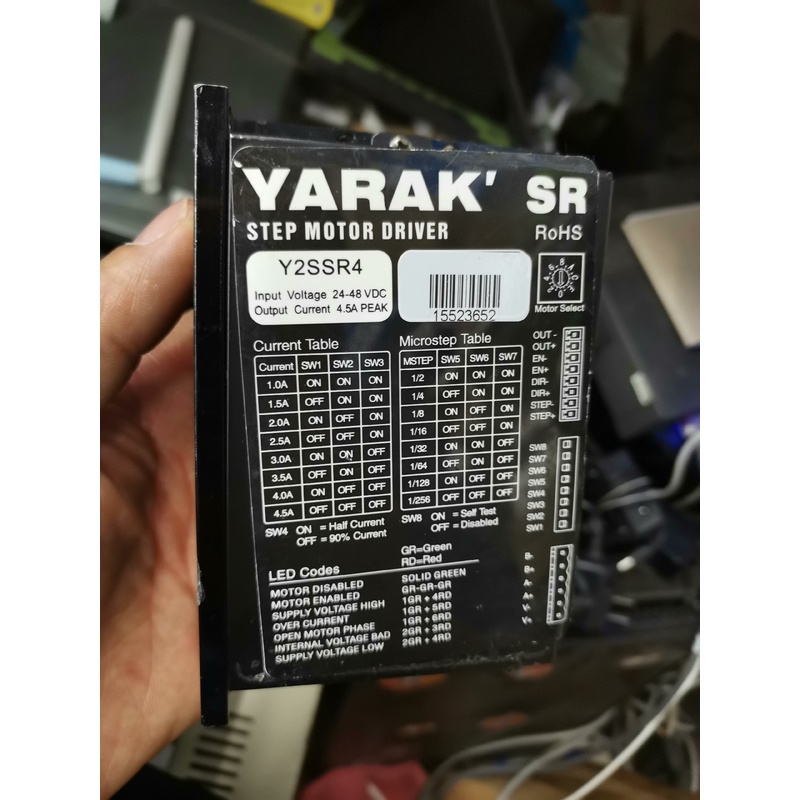 YARAK' SR
STEP MOTOR DRIVER
RoHS
Y2SSR4
Input Voltage 24-48 VDC
Output Current 4.5A PEAK
15523652
Motor Select
Current Table
Current SW1 SW2 SW3
1.0A ON ON ON
1.5A OFF ON ON
2.0A ON OFF ON
2.5A OFF OFF ON
3.0A ON ON OFF
3.5A OFF ON OFF
4.0A ON OFF OFF
4.5A OFF OFF OFF
SW4 ON = Half Current
OFF = 90% Current
Microstep Table
MSTEP SW5 SW6 SW7
1/2 ON ON ON
1/4 OFF ON ON
1/8 ON OFF ON
1/16 OFF OFF ON
1/32 ON ON OFF
1/64 OFF ON OFF
1/128 ON OFF OFF
1/256 OFF OFF OFF
SW8 ON = Self Test
OFF = Disabled
OUT -
OUT+
EN-
EN+
DIR-
DIR+
STEP-
STEP+
SW8
SW7
SW6
SW5
SW4
SW3
SW2
SW1
B-
B+
A-
A+
V-
V+
GR=Green
RD=Red
LED Codes
MOTOR DISABLED SOLID GREEN
MOTOR ENABLED GR-GR-GR
SUPPLY VOLTAGE HIGH 1GR + 4RD
OVER CURRENT 1GR + 5RD
OPEN MOTOR PHASE 1GR + 6RD
INTERNAL VOLTAGE BAD 2GR + 3RD
SUPPLY VOLTAGE LOW 2GR + 4RD